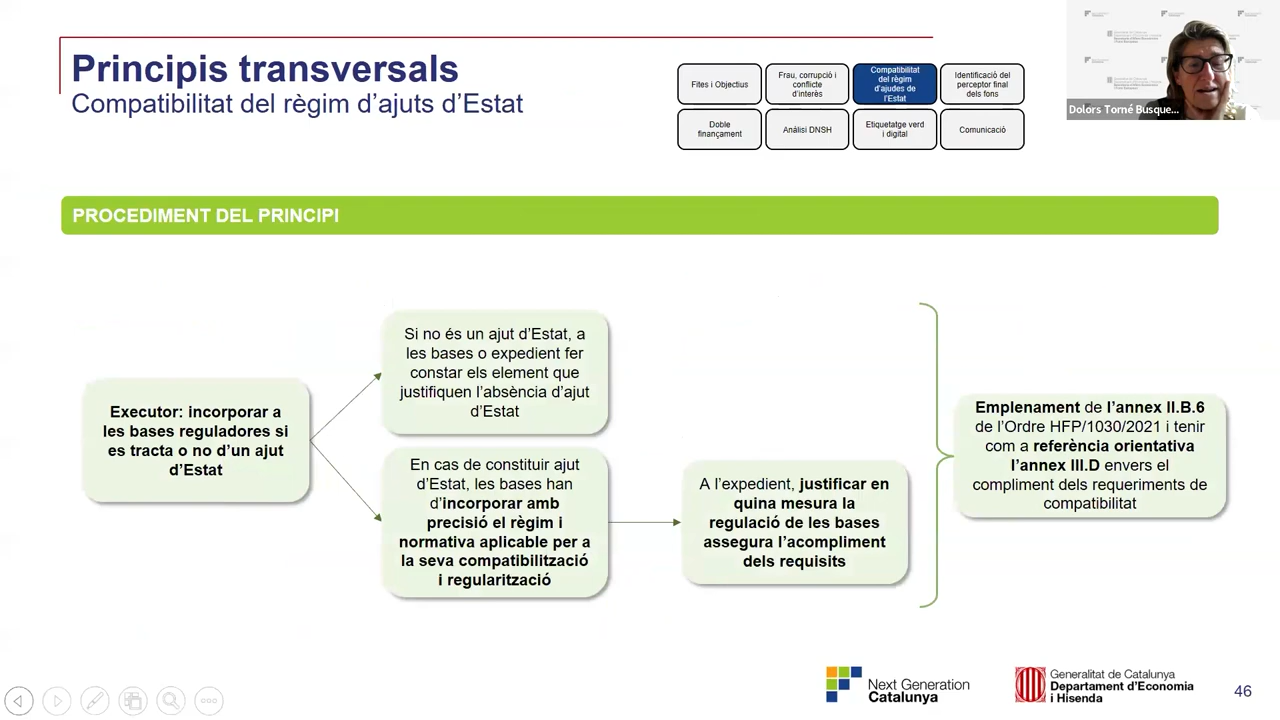 Principis transversals
Compatibilitat del règim d’ajuts d’Estat
Fites i Objectius
Frau, corrupció i
conflicte
d’interès
Compatibilitat
del règim
d’ajudes de
l’Estat
Identificació del
perceptor final
dels fons
Doble
finançament
Anàlisi DNSH
Etiquetatge verd
i digital
Comunicació
Dolors Torné Busque...
PROCEDIMENT DEL PRINCIPI
Executor: incorporar a
les bases reguladores si
es tracta o no d’un ajut
d’Estat
Si no és un ajut d’Estat, a
les bases o expedient fer
constar els element que
justifiquen l’absència d’ajut
d’Estat
En cas de constituir ajut
d’Estat, les bases han
d’incorporar amb
precisió el règim i
normativa aplicable per a
la seva compatibilització
i regularització
A l’expedient, justificar en
quina mesura la
regulació de les bases
assegura l’acompliment
dels requisits
Emplenament de l’annex II.B.6
de l’Ordre HFP/1030/2021 i tenir
com a referència orientativa
l’annex III.D envers el
compliment dels requeriments de
compatibilitat
Next Generation
Catalunya
Generalitat de Catalunya
Departament d’Economia
i Hisenda
46